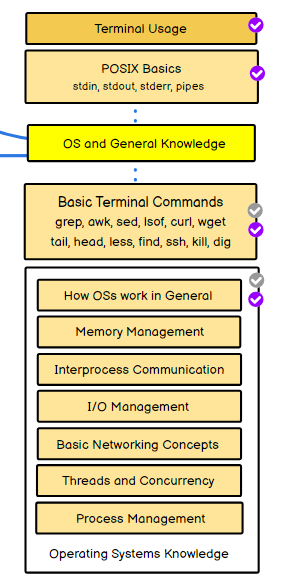 Terminal Usage
POSIX Basics
stdin, stdout, stderr, pipes
OS and General Knowledge
Basic Terminal Commands
grep, awk, sed, lsof, curl, wget
tail, head, less, find, ssh, kill, dig
How OSs work in General
Memory Management
Interprocess Communication
I/O Management
Basic Networking Concepts
Threads and Concurrency
Process Management
Operating Systems Knowledge